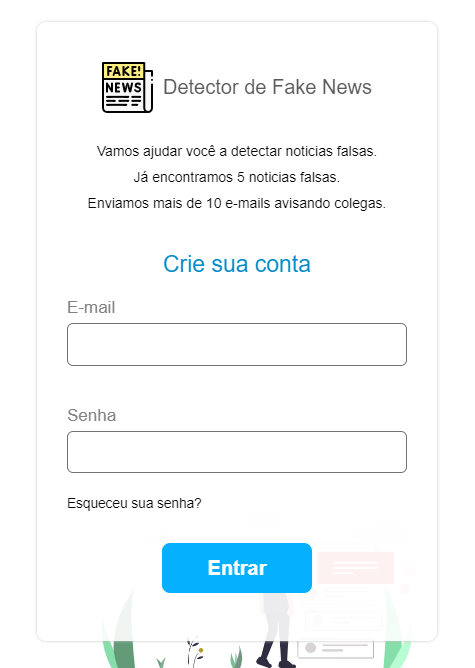 FAKE!
NEWS
Detector de Fake News
Vamos ajudar você a detectar noticias falsas.
Já encontramos 5 noticias falsas.
Enviamos mais de 10 e-mails avisando colegas.
Crie sua conta
E-mail
Senha
Esqueceu sua senha?
Entrar